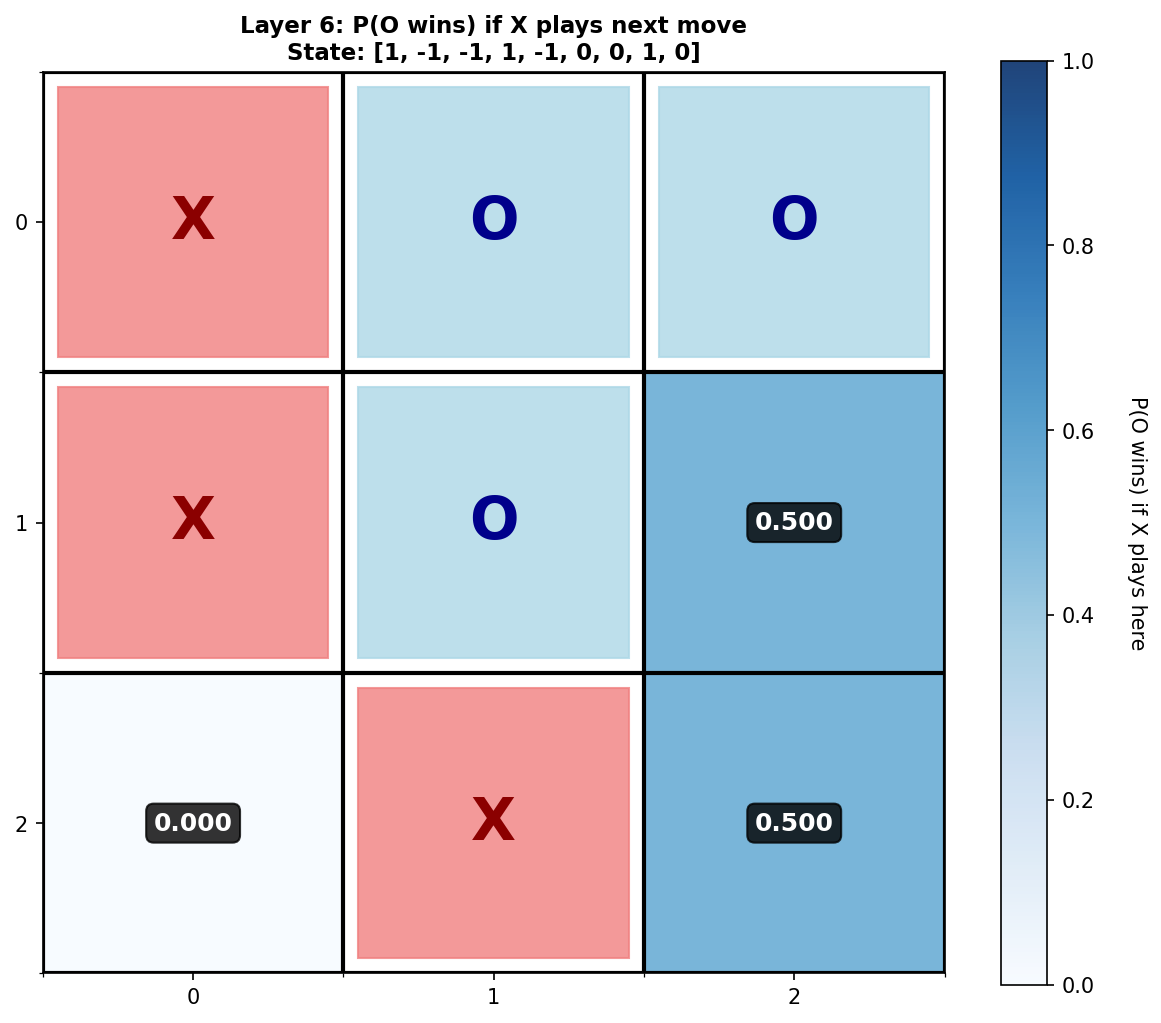 Layer 6: P(O wins) if X plays next move
State: [1, -1, -1, 1, -1, 0, 0, 1, 0]
0 X O O
1 X O 0.500
2 0.000 X 0.500
0 1 2
1.0
0.8
0.6
0.4
0.2
0.0
P(O wins) if X plays here